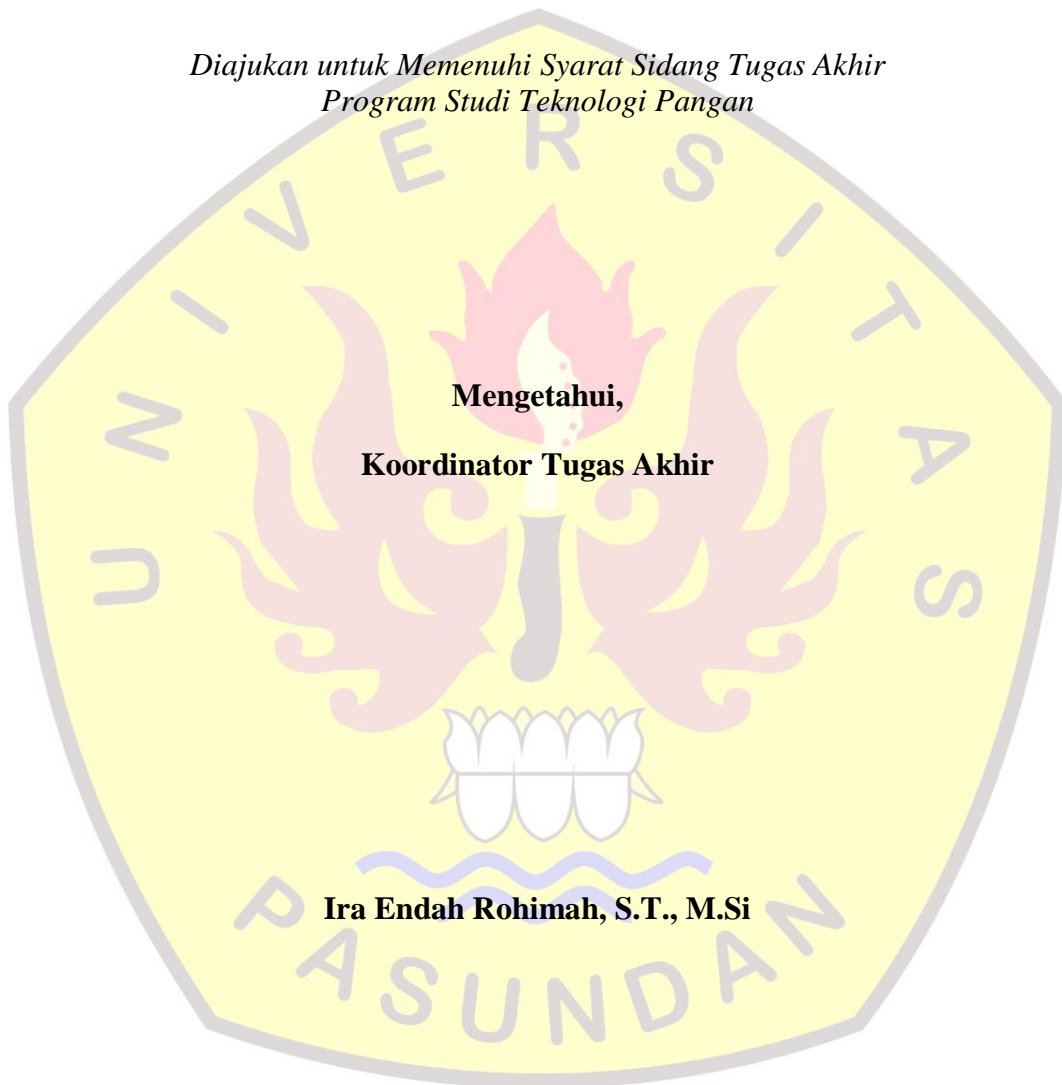 Diajukan untuk Memenuhi Syarat Sidang Tugas Akhir
Program Studi Teknologi Pangan
UNIVERSITAS
Mengetahui,
Koordinator Tugas Akhir
Ira Endah Rohimah, S.T., M.Si
PASUNDAN